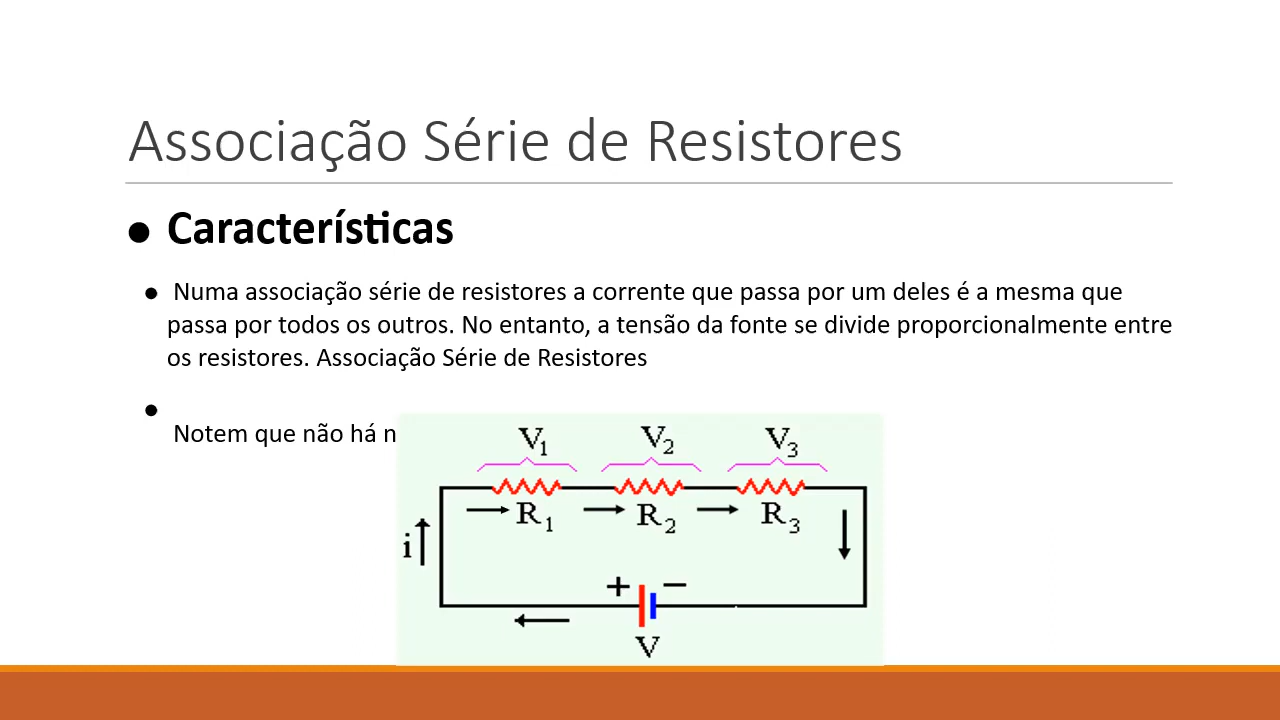 Associação Série de Resistores
● Características
● Numa associação série de resistores a corrente que passa por um deles é a mesma que
passa por todos os outros. No entanto, a tensão da fonte se divide proporcionalmente entre
os resistores. Associação Série de Resistores
●
Notem que não há n
V1 V2 V3
R1 R2 R3
i
+ −
V